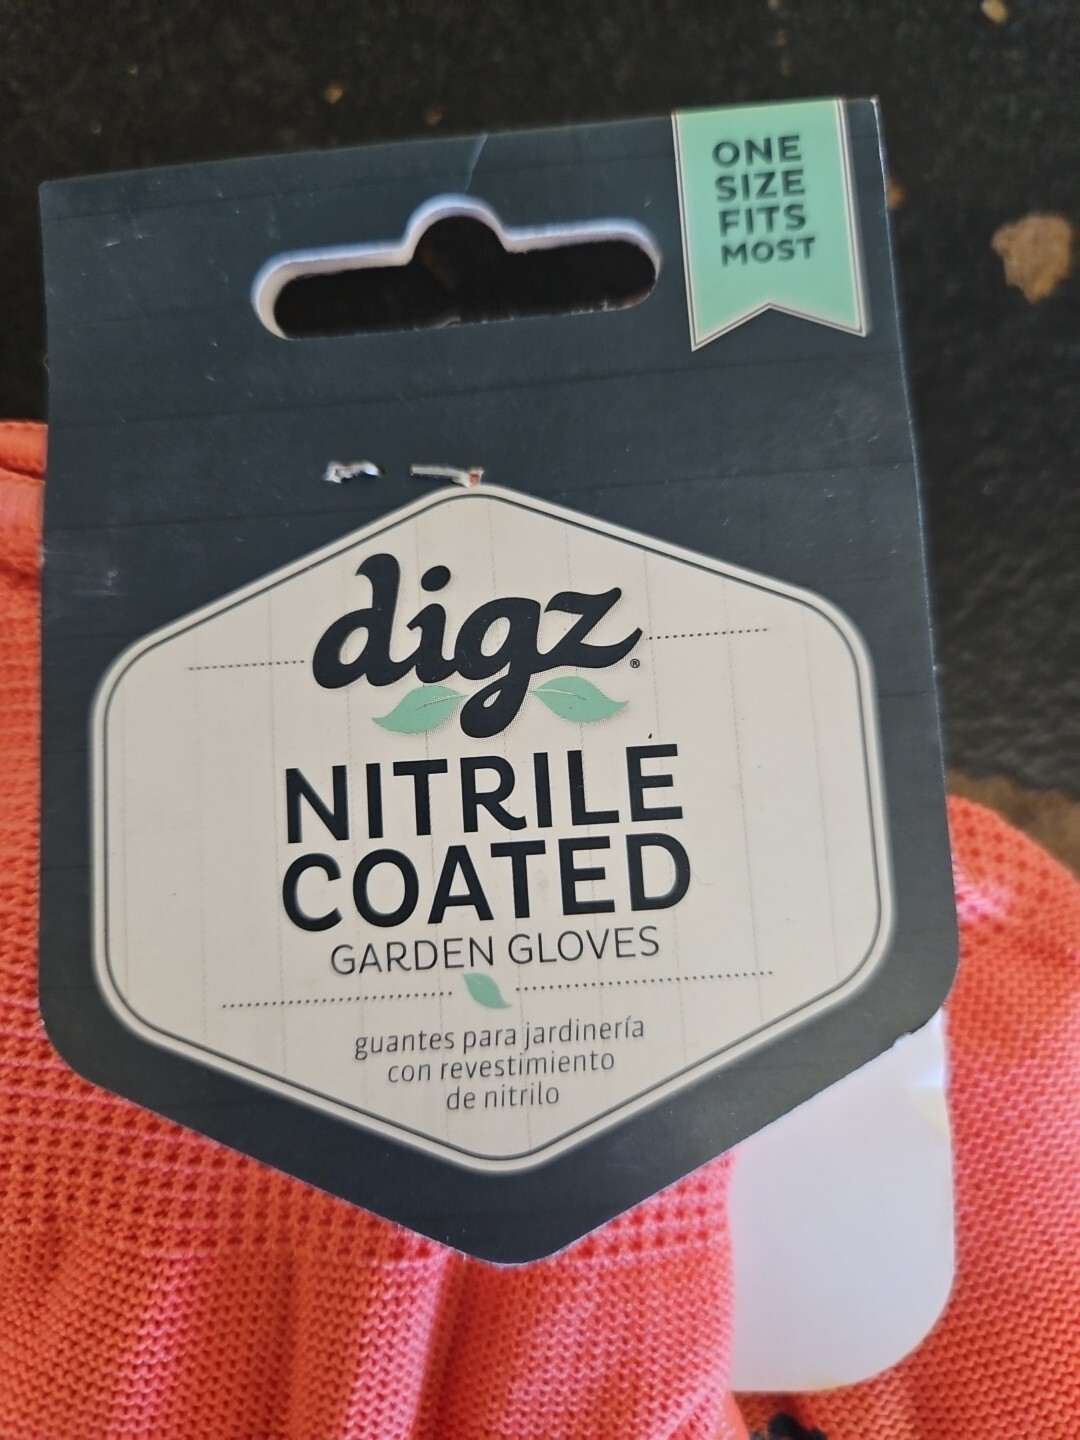 ONE
SIZE
FITS
MOST
digz®
NITRILE
COATED
GARDEN GLOVES
guantes para jardinería
con revestimiento
de nitrilo